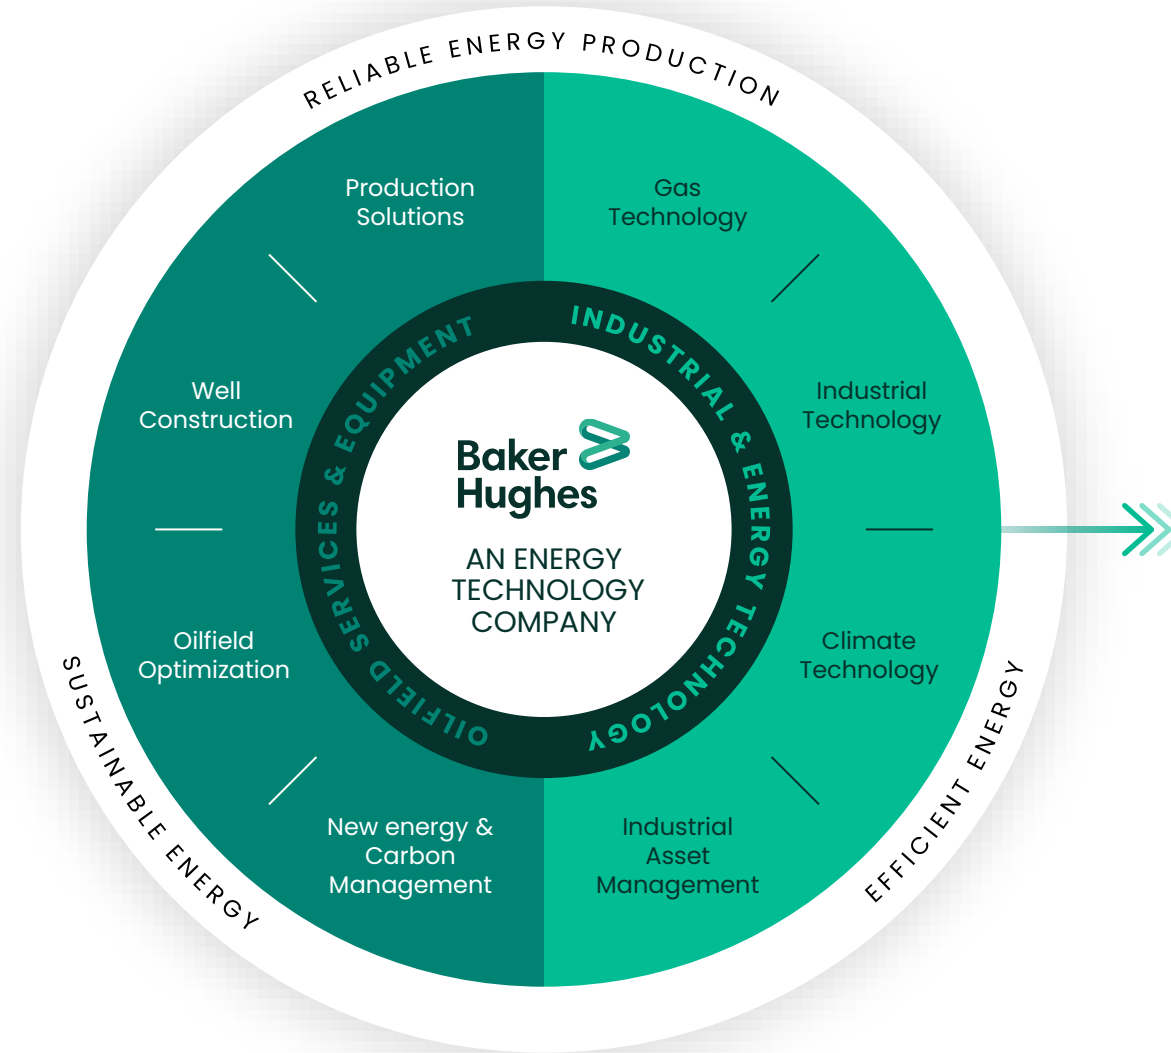 RELIABLE ENERGY PRODUCTION
Production
Solutions
Gas
Technology
Well
Construction
Industrial
Technology
OILFIELD SERVICES & EQUIPMENT
INDUSTRIAL & ENERGY TECHNOLOGY
Baker
Hughes
AN ENERGY
TECHNOLOGY
COMPANY
Oilfield
Optimization
Climate
Technology
New energy &
Carbon
Management
Industrial
Asset
Management
SUSTAINABLE ENERGY
EFFICIENT ENERGY